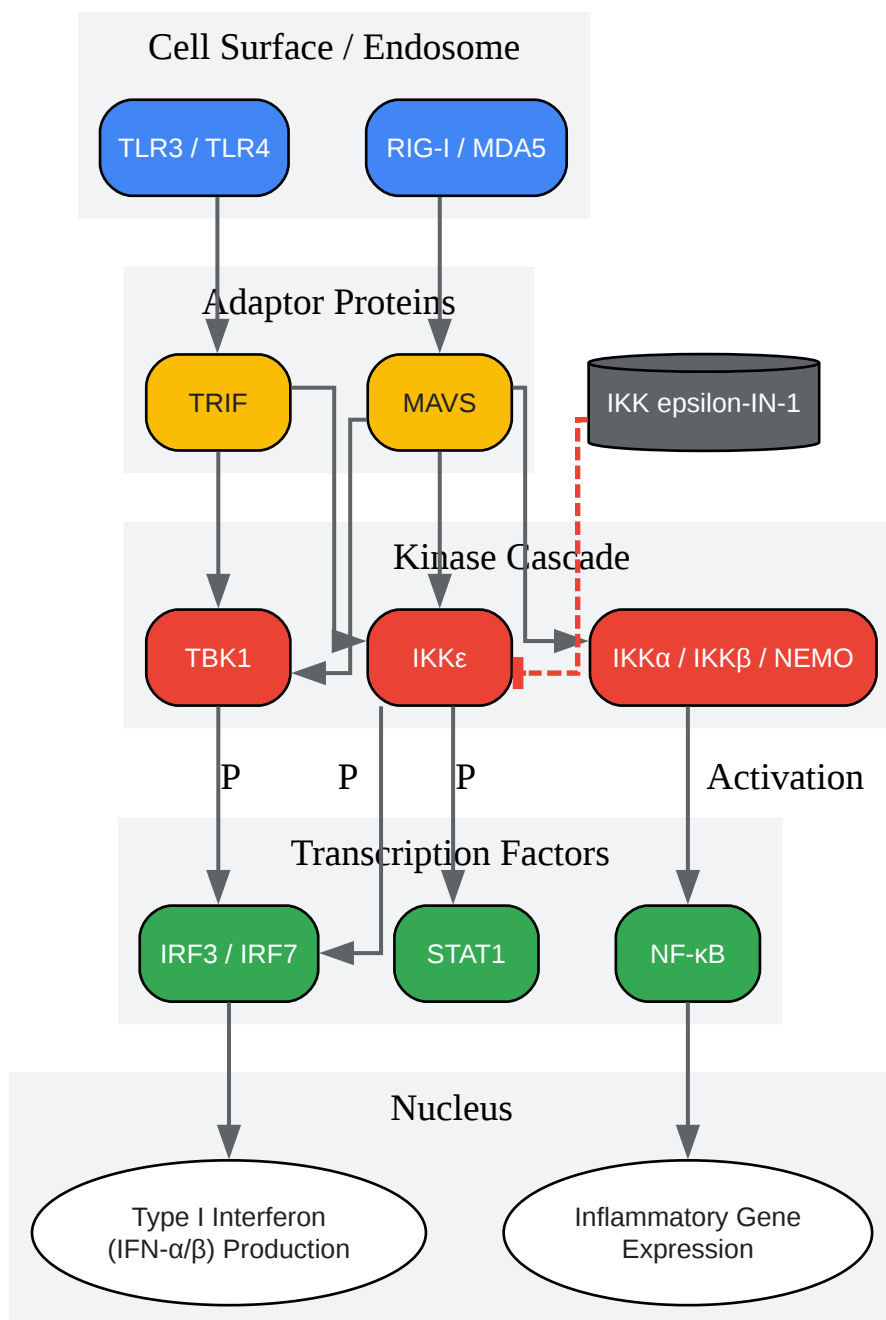 Cell Surface / Endosome
TLR3 / TLR4
RIG-I / MDA5
Adaptor Proteins
TRIF
MAVS
IKK epsilon-IN-1
Kinase Cascade
TBK1
IKKε
IKKα / IKKβ / NEMO
P
P
P
Activation
Transcription Factors
IRF3 / IRF7
STAT1
NF-κB
Nucleus
Type I Interferon
(IFN-α/β) Production
Inflammatory Gene
Expression